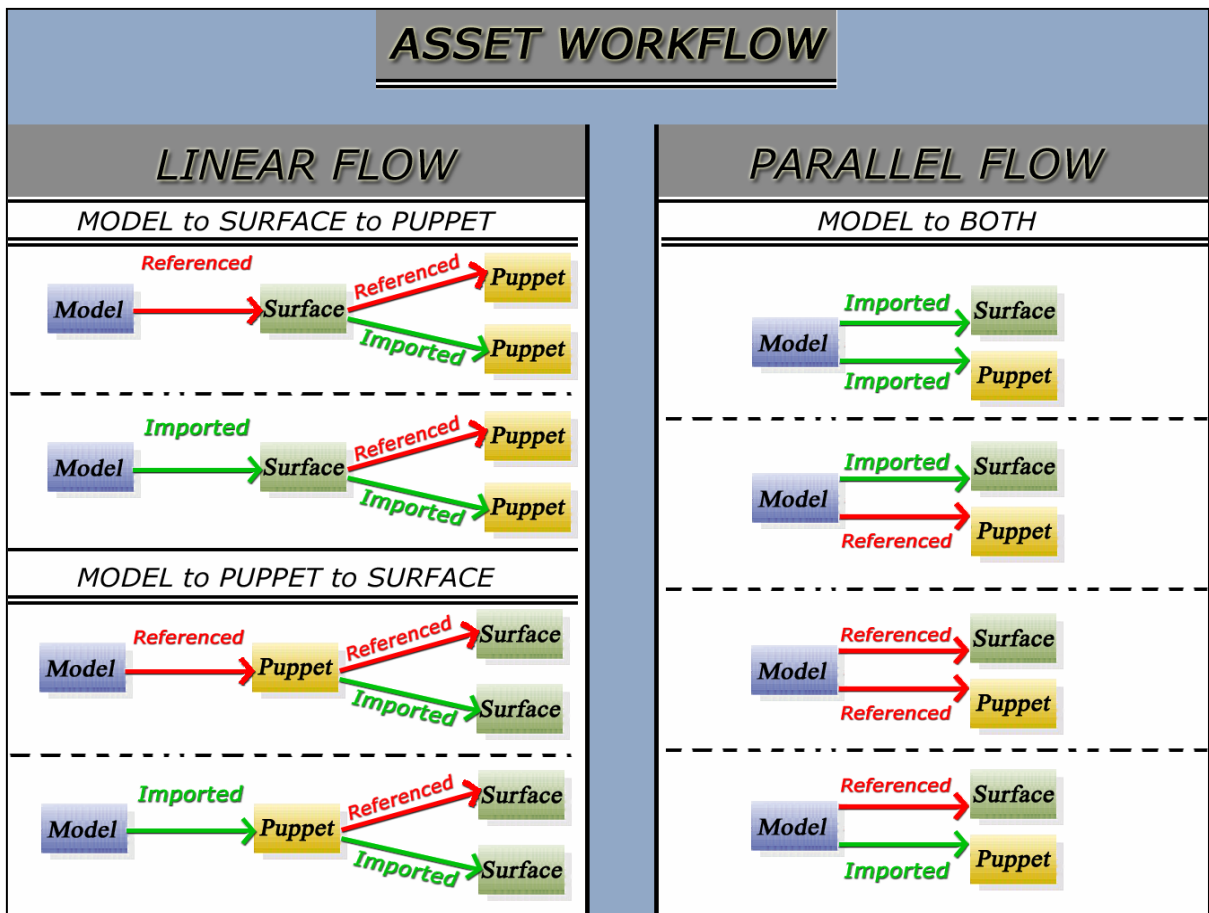 ASSET WORKFLOW
LINEAR FLOW
MODEL to SURFACE to PUPPET
Referenced
Model
Surface
Referenced
Puppet
Imported
Puppet
Imported
Model
Surface
Referenced
Puppet
Imported
Puppet
MODEL to PUPPET to SURFACE
Referenced
Model
Puppet
Referenced
Surface
Imported
Surface
Imported
Model
Puppet
Referenced
Surface
Imported
Surface
PARALLEL FLOW
MODEL to BOTH
Model
Imported
Surface
Imported
Puppet
Model
Imported
Surface
Referenced
Puppet
Model
Referenced
Surface
Referenced
Puppet
Model
Referenced
Surface
Imported
Puppet